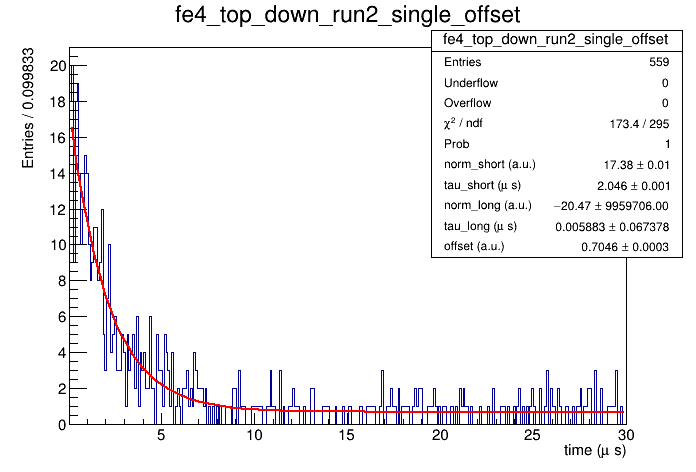 fe4_top_down_run2_single_offset
fe4_top_down_run2_single_offset
Entries 559
Underflow 0
Overflow 0
χ² / ndf 173.4 / 295
Prob 1
norm_short (a.u.) 17.38 ± 0.01
tau_short (μ s) 2.046 ± 0.001
norm_long (a.u.) −20.47 ± 9959706.00
tau_long (μ s) 0.005883 ± 0.067378
offset (a.u.) 0.7046 ± 0.0003
Entries / 0.099833
20
18
16
14
12
10
8
6
4
2
0
5 10 15 20 25 30
time (μ s)